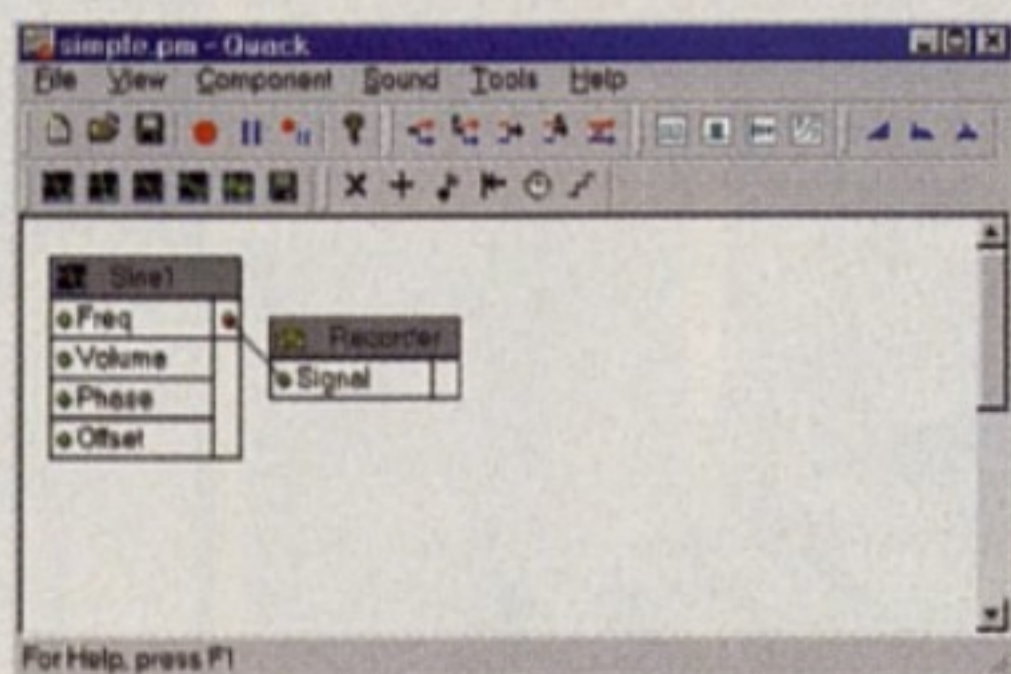 simple.pm - Quack
File View Component Sound Tools Help
Sine1
Freq
Volume
Phase
Offset
Recorder
Signal
For Help, press F1